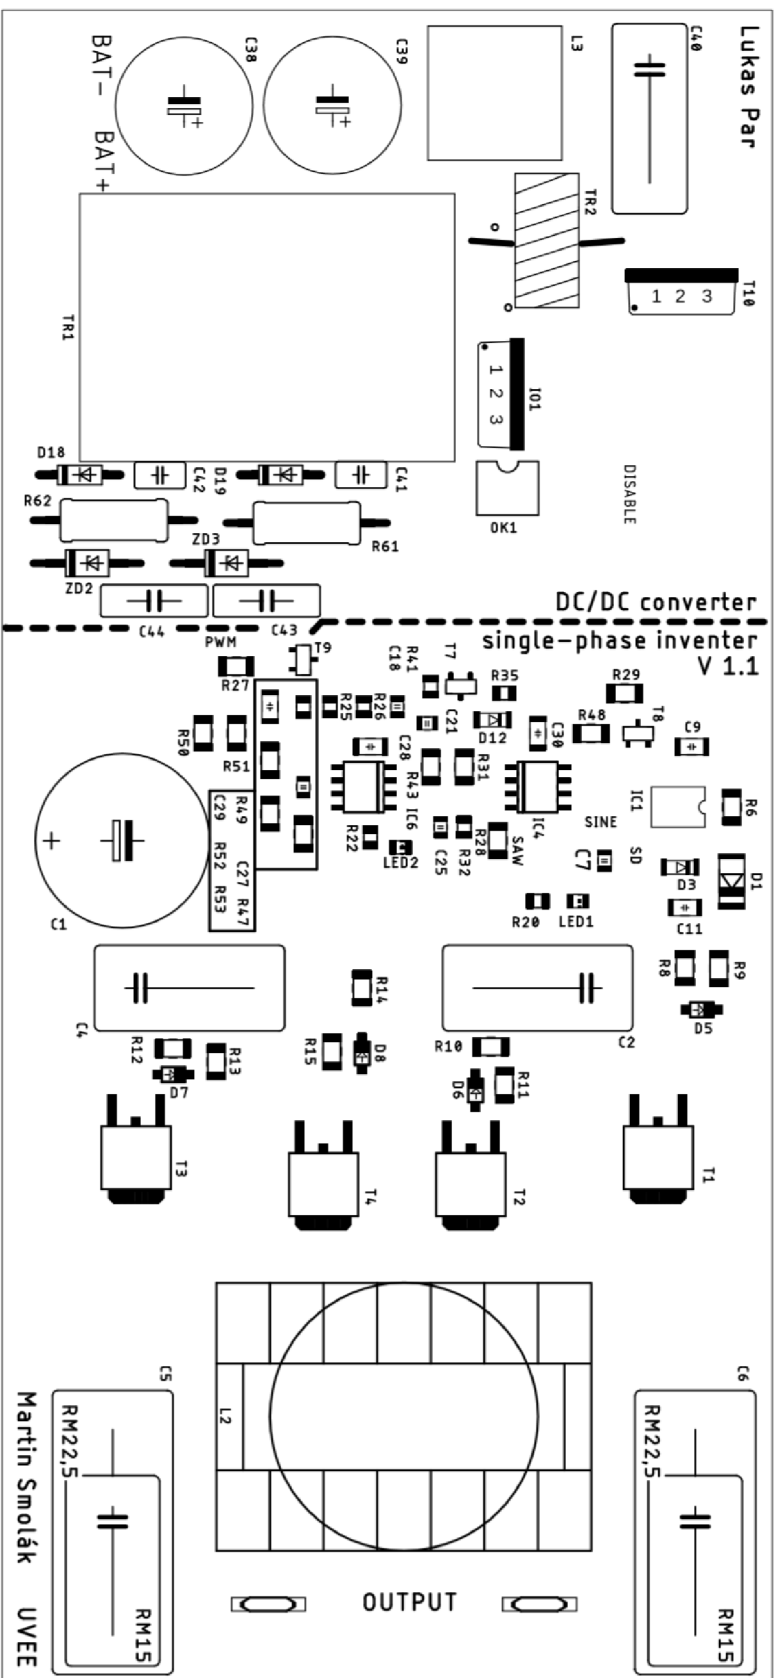 BAT-
C38
C39
L3
C40
Lukas Par
BAT+
TR2
T10
1 2 3
TR1
IO1
1 2 3
D18
C42
D19
C41
R62
OK1
DISABLE
R61
ZD3
ZD2
C44
C43
DC/DC converter
PWM
T9
single-phase inventer
V 1.1
R27
C18
R41
T7
R35
R29
R25
R26
C21
D12
C30
R48
T8
C9
R50
R51
C28
R43
R31
IC6
IC4
IC1
R6
C29
R49
R22
LED2
C25
R32
R28
SAW
SINE
SD
C7
D3
D1
R52
C27
R53
R47
C1
R20
LED1
C11
R8
R9
D5
R14
C4
R12
R13
D7
R15
D8
R10
C2
D6
R11
T3
T4
T2
T1
C5
C6
L2
RM22,5
RM22,5
RM15
RM15
Martin Smolák UVEE
OUTPUT
+
+
+